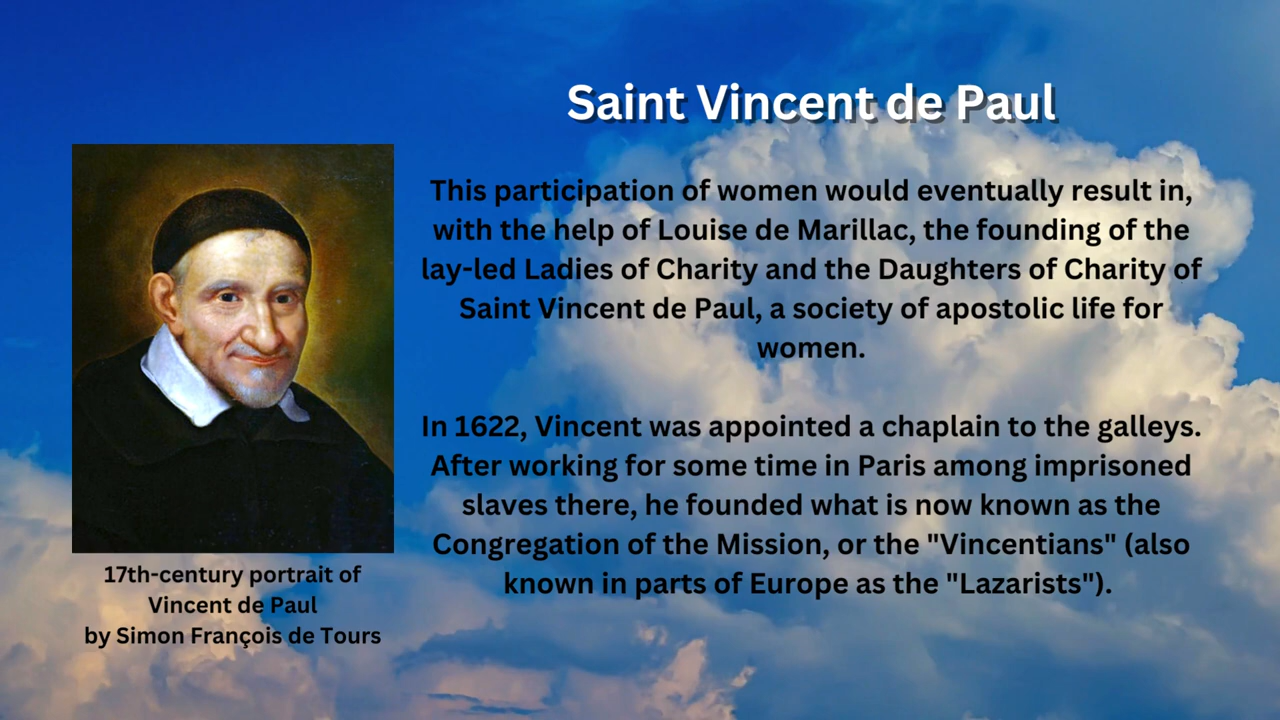 Saint Vincent de Paul
This participation of women would eventually result in,
with the help of Louise de Marillac, the founding of the
lay-led Ladies of Charity and the Daughters of Charity of
Saint Vincent de Paul, a society of apostolic life for
women.
In 1622, Vincent was appointed a chaplain to the galleys.
After working for some time in Paris among imprisoned
slaves there, he founded what is now known as the
Congregation of the Mission, or the "Vincentians" (also
known in parts of Europe as the "Lazarists").
17th-century portrait of
Vincent de Paul
by Simon François de Tours